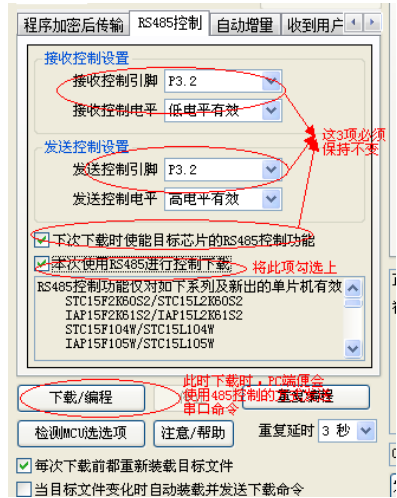 程序加密后传输 RS485控制 自动增量 收到用户
接收控制设置
接收控制引脚 P3.2
接收控制电平 低电平有效
这3项必须
保持不变
发送控制设置
发送控制引脚 P3.2
发送控制电平 高电平有效
下次下载时使能目标芯片的RS485控制功能
本次使用RS485进行控制下载 将此项勾选上
RS485控制功能仅对如下系列及新出的单片机有效
STC15F2K60S2/STC15L2K60S2
IAP15F2K61S2/IAP15L2K61S2
STC15F104W/STC15L104W
IAP15F105W/STC15L105W
此时下载时，PC端便会
下载/编程 使用485控制的 重复编程
串口命令
检测MCU选选项 注意/帮助 重复延时 3 秒
每次下载前都重新装载目标文件
当目标文件变化时自动装载并发送下载命令